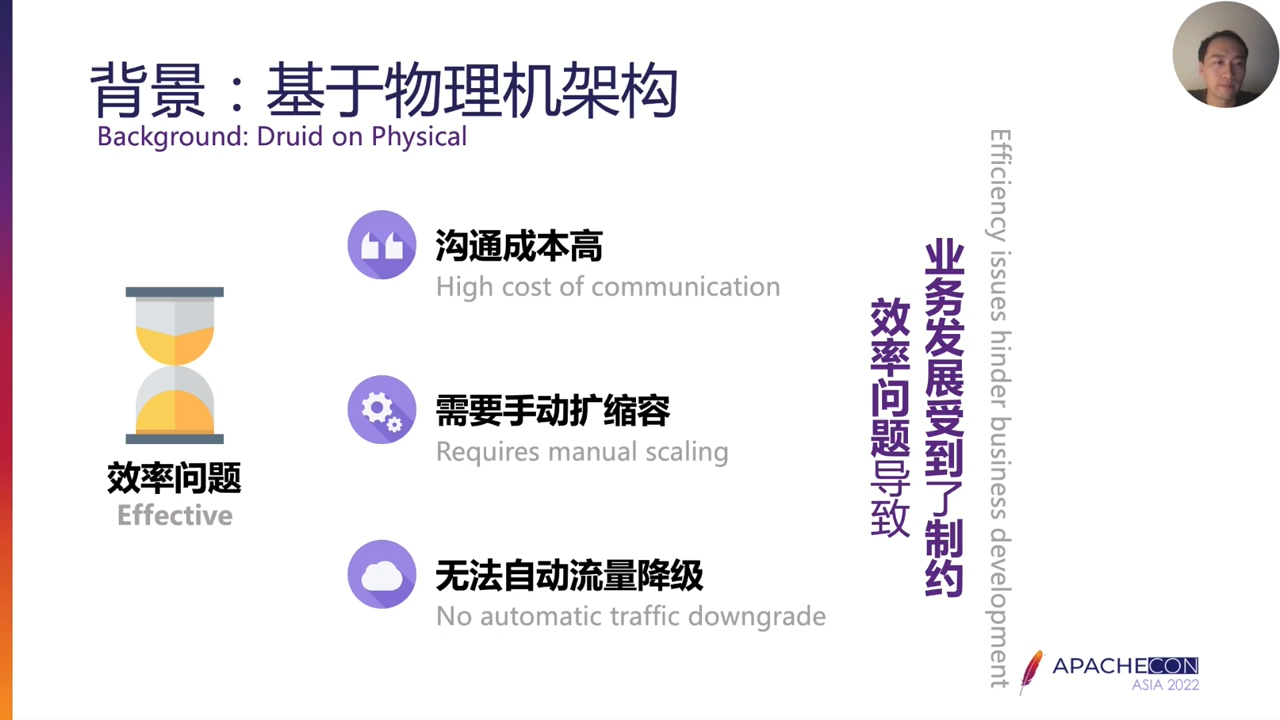 背景：基于物理机架构
Background: Druid on Physical
效率问题
Effective
沟通成本高
High cost of communication
需要手动扩缩容
Requires manual scaling
无法自动流量降级
No automatic traffic downgrade
效率问题导致
业务发展受到了制约
Efficiency issues hinder business development
APACHECON
ASIA 2022